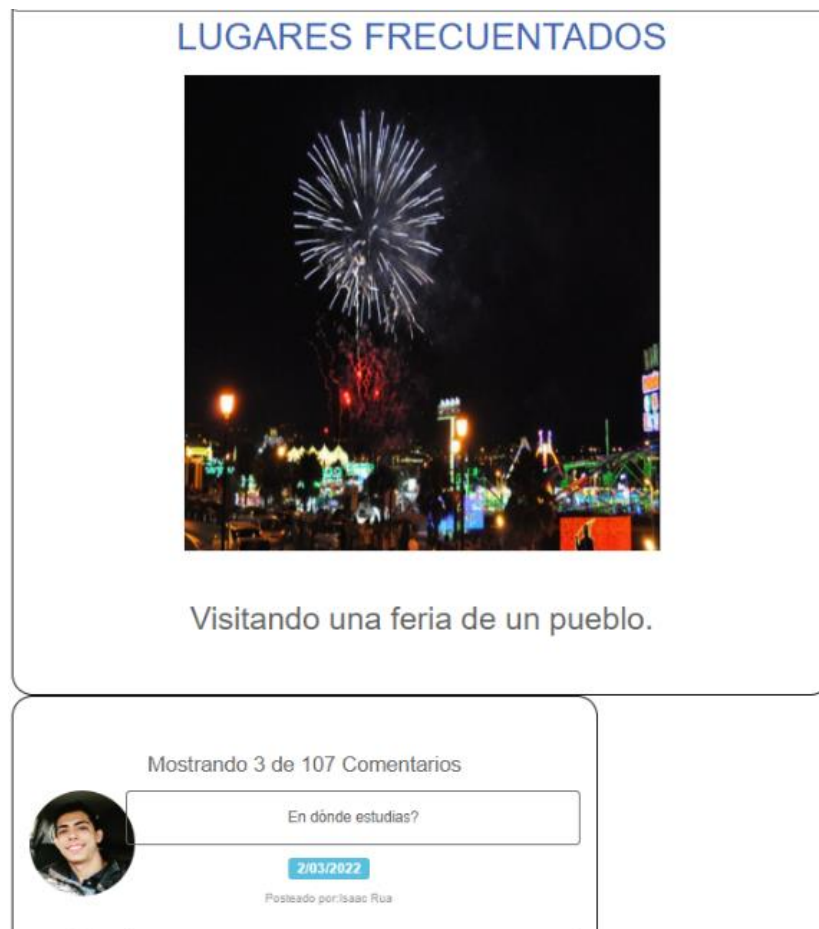 LUGARES FRECUENTADOS
Visitando una feria de un pueblo.
Mostrando 3 de 107 Comentarios
En dónde estudias?
2/03/2022
Posteado por:Isaac Rua